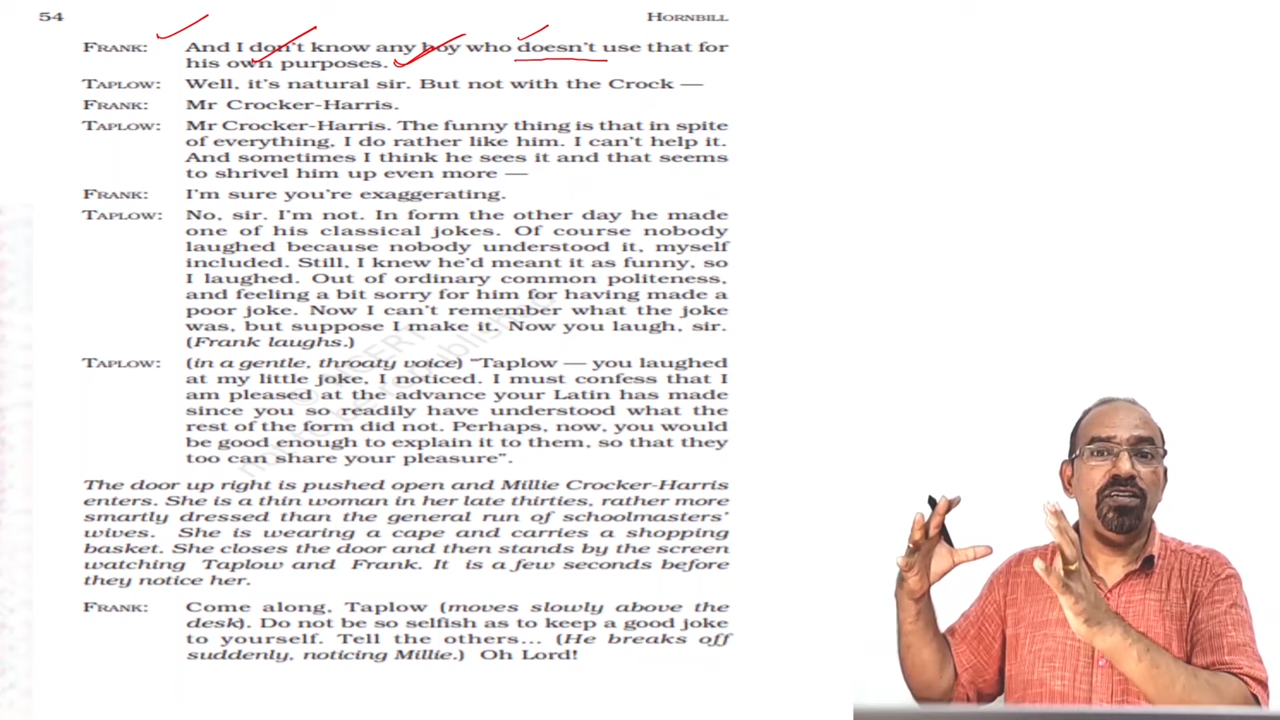 54 HORNBILL
FRANK: And I don't know any boy who doesn't use that for
his own purposes.
TAPLOW: Well, it's natural sir. But not with the Crock —
FRANK: Mr Crocker-Harris.
TAPLOW: Mr Crocker-Harris. The funny thing is that in spite
of everything, I do rather like him. I can't help it.
And sometimes I think he sees it and that seems
to shrivel him up even more —
FRANK: I'm sure you're exaggerating.
TAPLOW: No, sir. I'm not. In form the other day he made
one of his classical jokes. Of course nobody
laughed because nobody understood it, myself
included. Still, I knew he'd meant it as funny, so
I laughed. Out of ordinary common politeness,
and feeling a bit sorry for him for having made a
poor joke. Now I can't remember what the joke
was, but suppose I make it. Now you laugh, sir.
(Frank laughs.)
TAPLOW: (in a gentle, throaty voice) “Taplow — you laughed
at my little joke, I noticed. I must confess that I
am pleased at the advance your Latin has made
since you so readily have understood what the
rest of the form did not. Perhaps, now, you would
be good enough to explain it to them, so that they
too can share your pleasure”.
The door up right is pushed open and Millie Crocker-Harris
enters. She is a thin woman in her late thirties, rather more
smartly dressed than the general run of schoolmasters'
wives. She is wearing a cape and carries a shopping
basket. She closes the door and then stands by the screen
watching Taplow and Frank. It is a few seconds before
they notice her.
FRANK: Come along, Taplow (moves slowly above the
desk). Do not be so selfish as to keep a good joke
to yourself. Tell the others... (He breaks off
suddenly, noticing Millie.) Oh Lord!